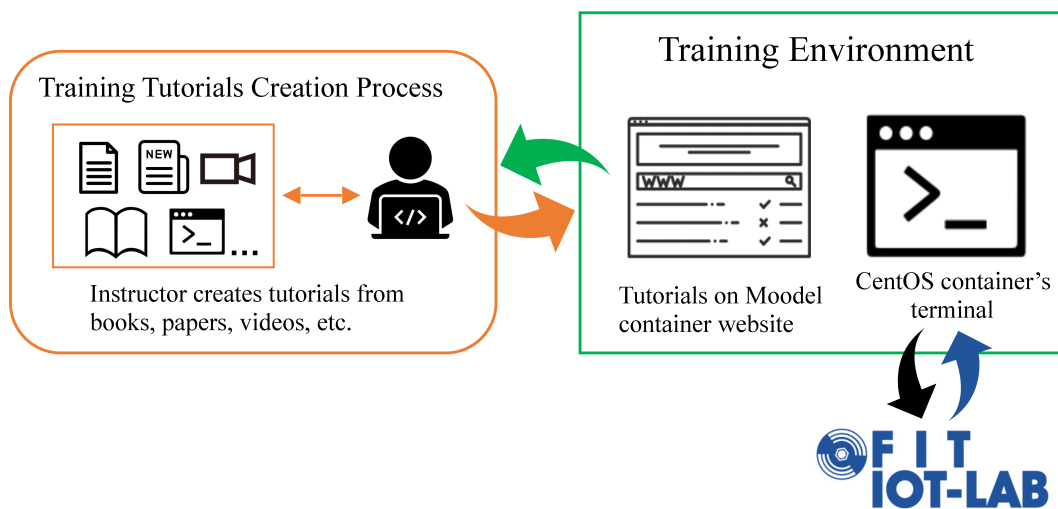 Training Tutorials Creation Process
NEW
</>
>_
...
Instructor creates tutorials from
books, papers, videos, etc.
Training Environment
WWW
>_
Tutorials on Moodel
container website
CentOS container's
terminal
FIT
IOT-LAB